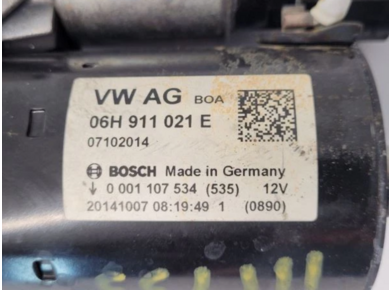 VW AG BOA
06H 911 021 E
07102014
BOSCH Made in Germany
0 001 107 534 (535) 12V
20141007 08:19:49 1 (0890)